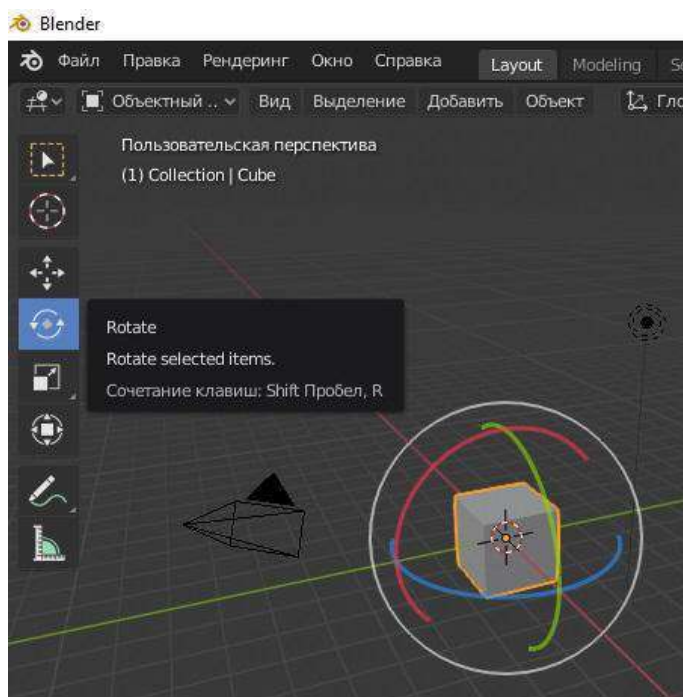 Blender
Файл Правка Рендеринг Окно Справка Layout Modeling
Объектный .. Вид Выделение Добавить Объект
Пользовательская перспектива
(1) Collection | Cube
Rotate
Rotate selected items.
Сочетание клавиш: Shift Пробел, R